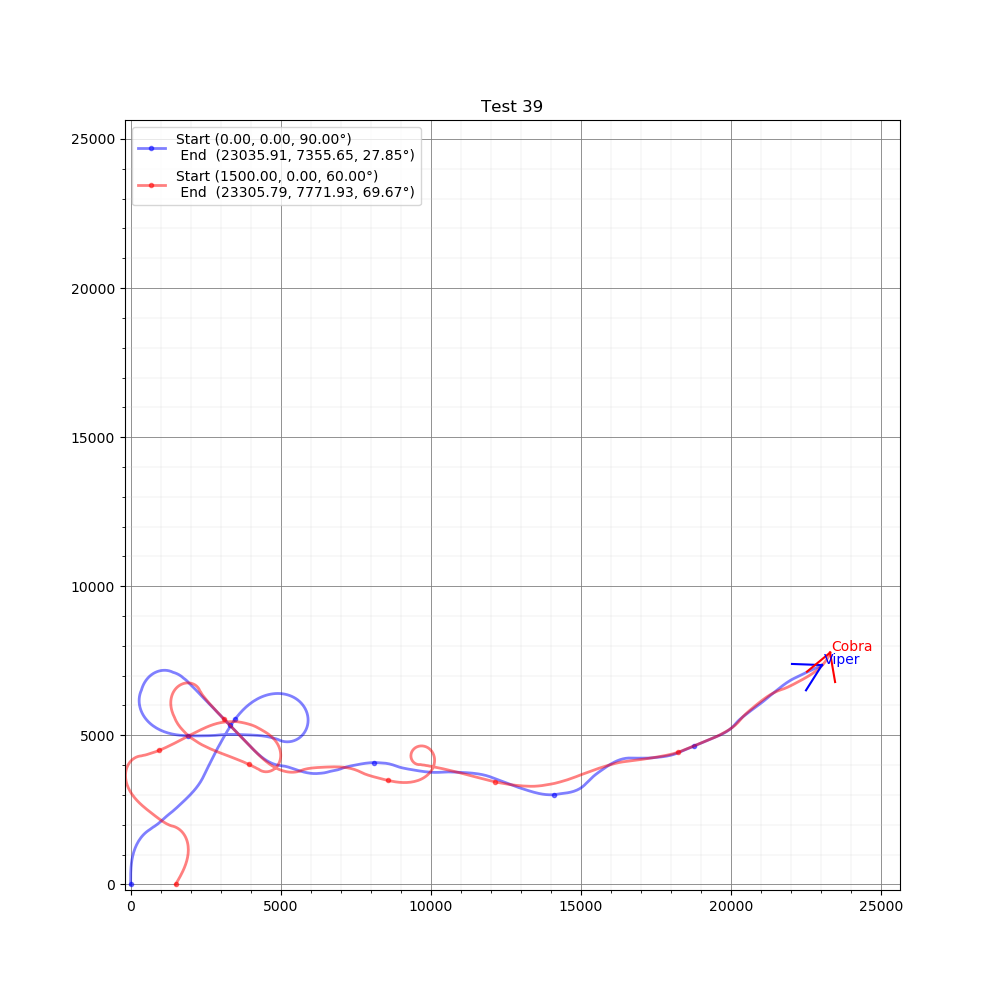 Test 39
Start (0.00, 0.00, 90.00°)
End (23035.91, 7355.65, 27.85°)
Start (1500.00, 0.00, 60.00°)
End (23305.79, 7771.93, 69.67°)
25000
20000
15000
10000
5000
0
Cobra
Viper
0 5000 10000 15000 20000 25000